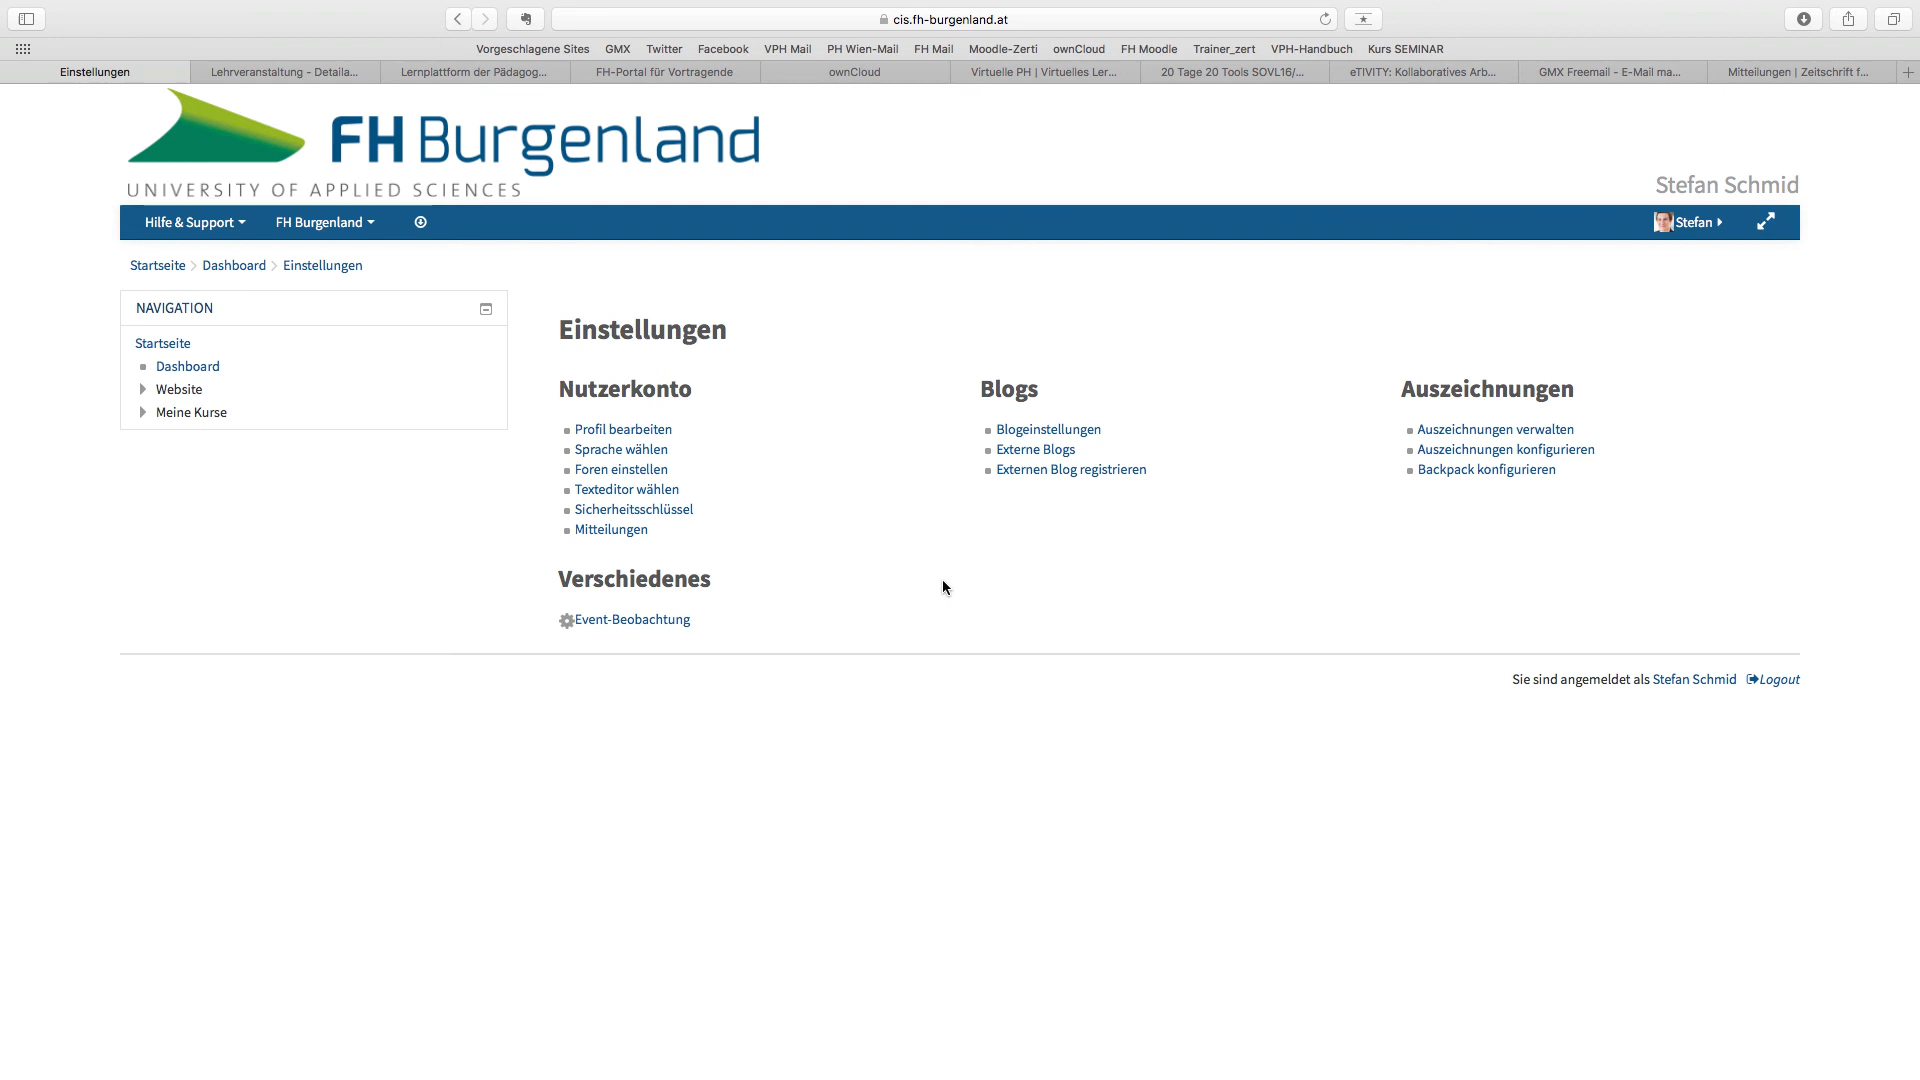 cis.fh-burgenland.at
Vorgeschlagene Sites GMX Twitter Facebook VPH Mail PH Wien-Mail FH Mail Moodle-Zerti ownCloud FH Moodle Trainer_zert VPH-Handbuch Kurs SEMINAR
Einstellungen Lehrveranstaltung - Detaila... Lernplattform der Pädagog... FH-Portal für Vortragende ownCloud Virtuelle PH | Virtuelles Ler... 20 Tage 20 Tools SOVL16/... eTIVITY: Kollaboratives Arb... GMX Freemail - E-Mail ma... Mitteilungen | Zeitschrift f...
FH Burgenland
UNIVERSITY OF APPLIED SCIENCES
Stefan Schmid
Hilfe & Support FH Burgenland Stefan
Startseite Dashboard Einstellungen
NAVIGATION
Startseite
Dashboard
Website
Meine Kurse
Einstellungen
Nutzerkonto
Profil bearbeiten
Sprache wählen
Foren einstellen
Texteditor wählen
Sicherheitsschlüssel
Mitteilungen
Blogs
Blogeinstellungen
Externe Blogs
Externen Blog registrieren
Auszeichnungen
Auszeichnungen verwalten
Auszeichnungen konfigurieren
Backpack konfigurieren
Verschiedenes
Event-Beobachtung
Sie sind angemeldet als Stefan Schmid Logout